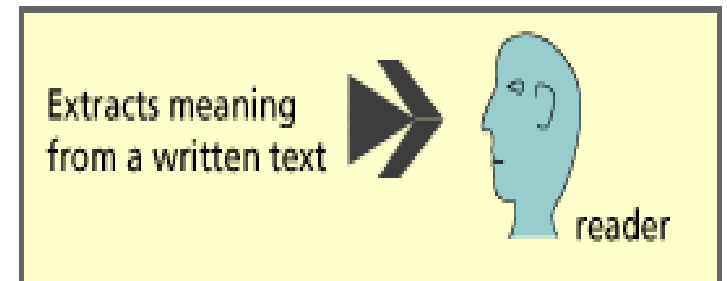 Extracts meaning
from a written text
reader